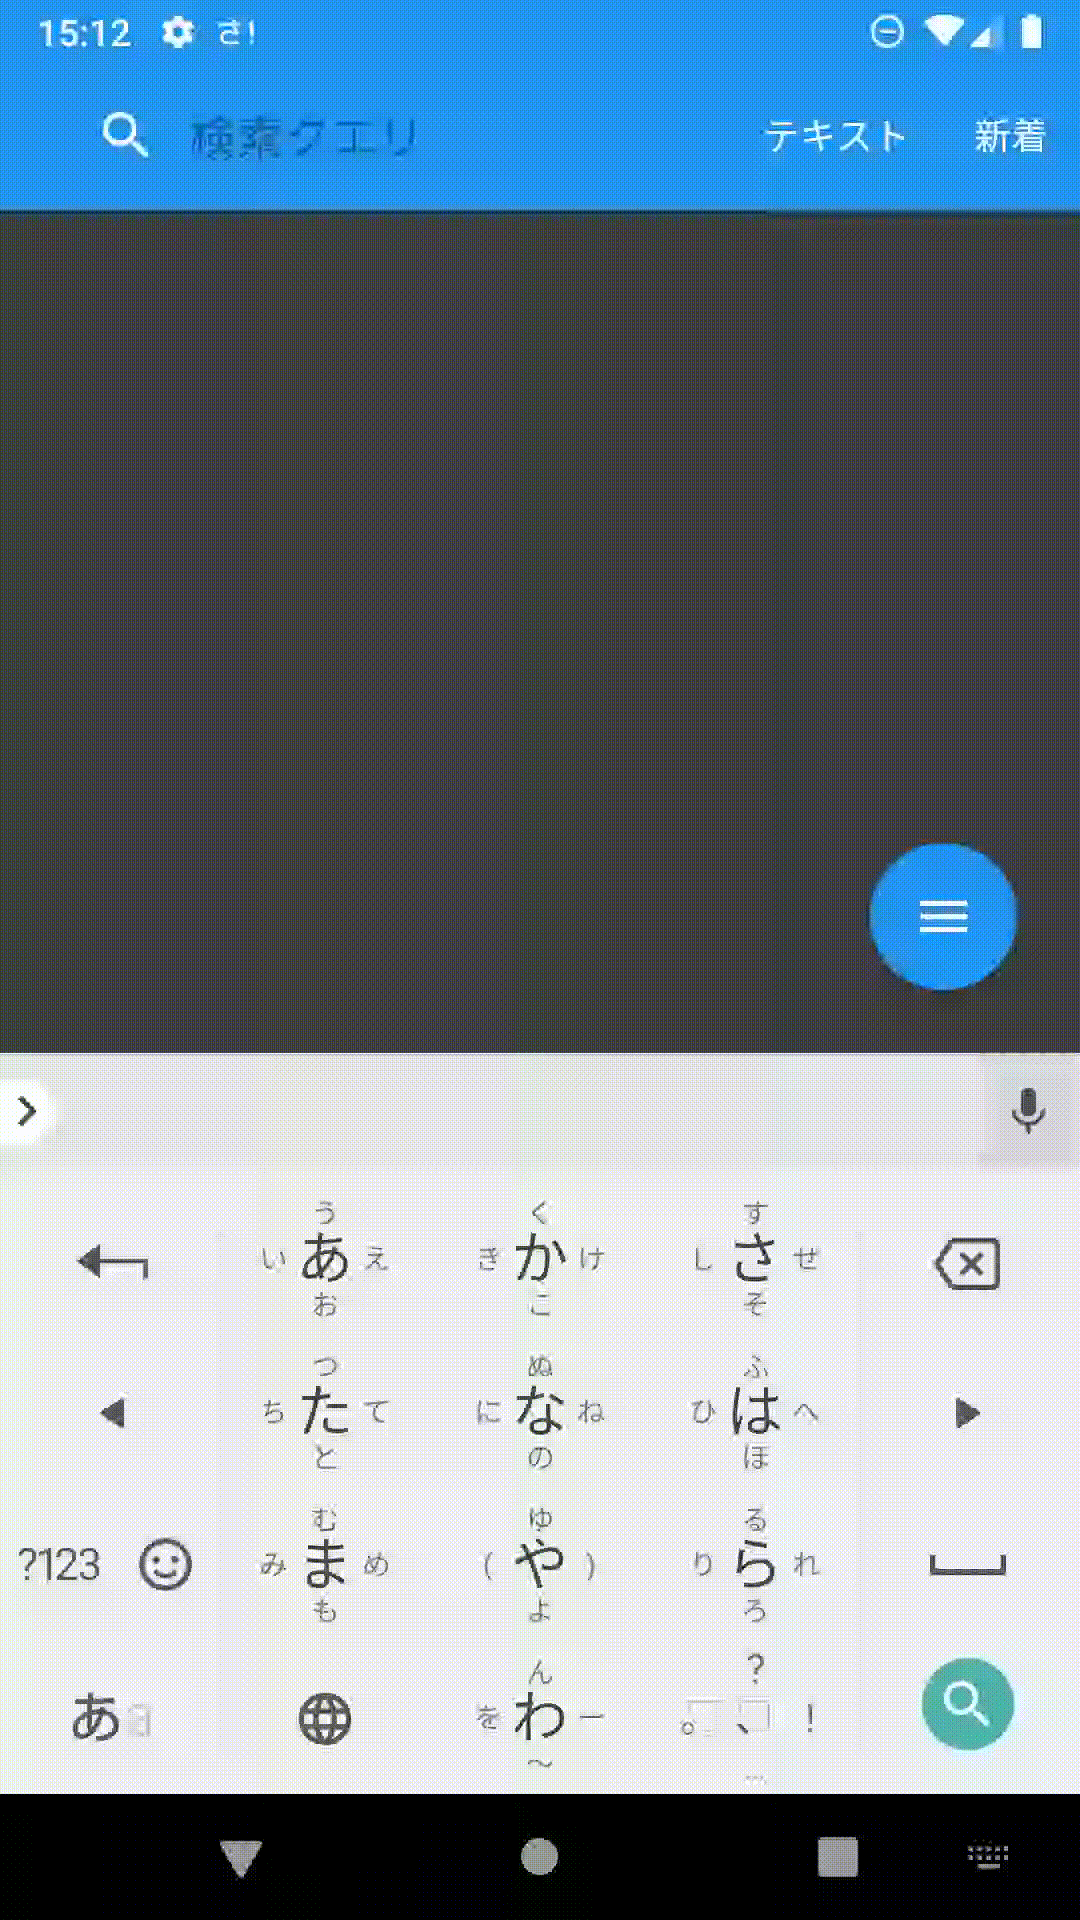 15:12 さ!
検索クエリ テキスト 新着
う く す
い あ え き か け し さ せ
お こ そ
つ ぬ ふ
ち た て に な ね ひ は へ
と の ほ
む ゆ る
?123 み ま め ( や ) り ら れ
も よ ろ
ん ?
あa を わ ー 。 、 !
〜 …